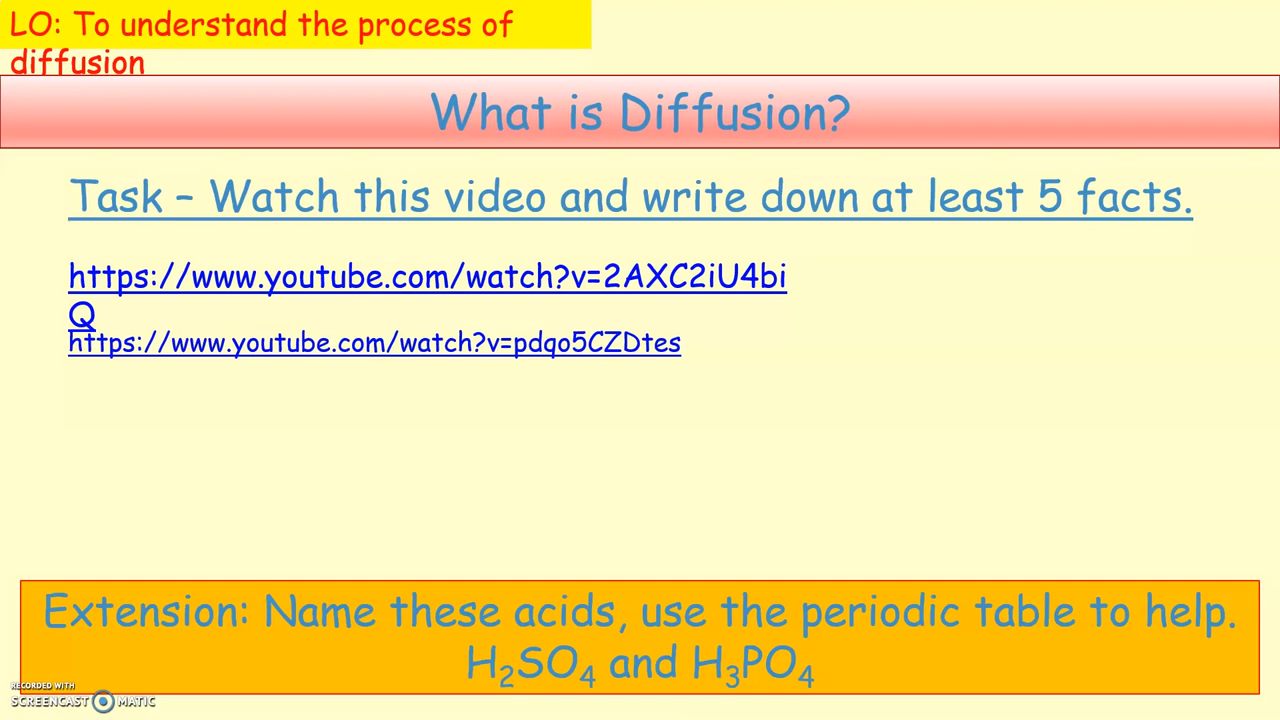 LO: To understand the process of
diffusion
What is Diffusion?
Task – Watch this video and write down at least 5 facts.
https://www.youtube.com/watch?v=2AXC2iU4bi
Q
https://www.youtube.com/watch?v=pdqo5CZDtes
Extension: Name these acids, use the periodic table to help.
H₂SO₄ and H₃PO₄
RECORDED WITH
SCREENCAST MATIC